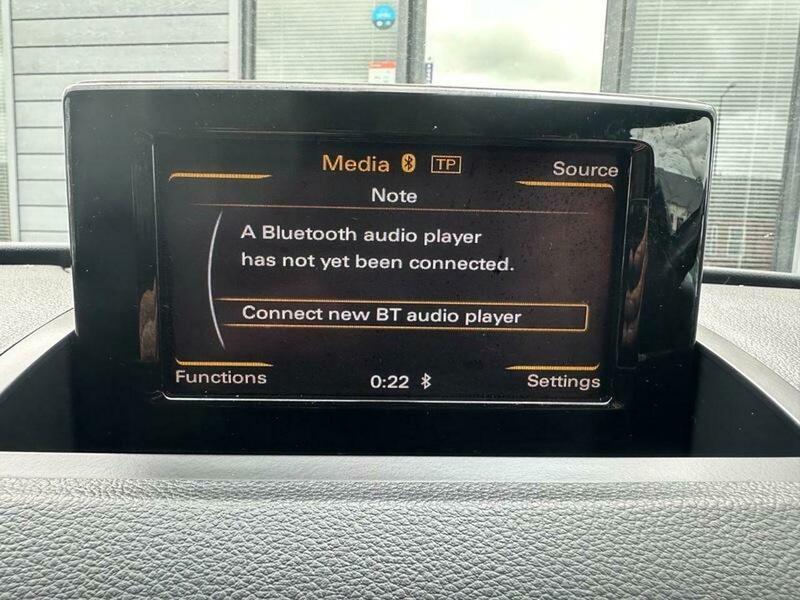 Media TP
Source
Note
A Bluetooth audio player
has not yet been connected.
Connect new BT audio player
Functions
0:22
Settings